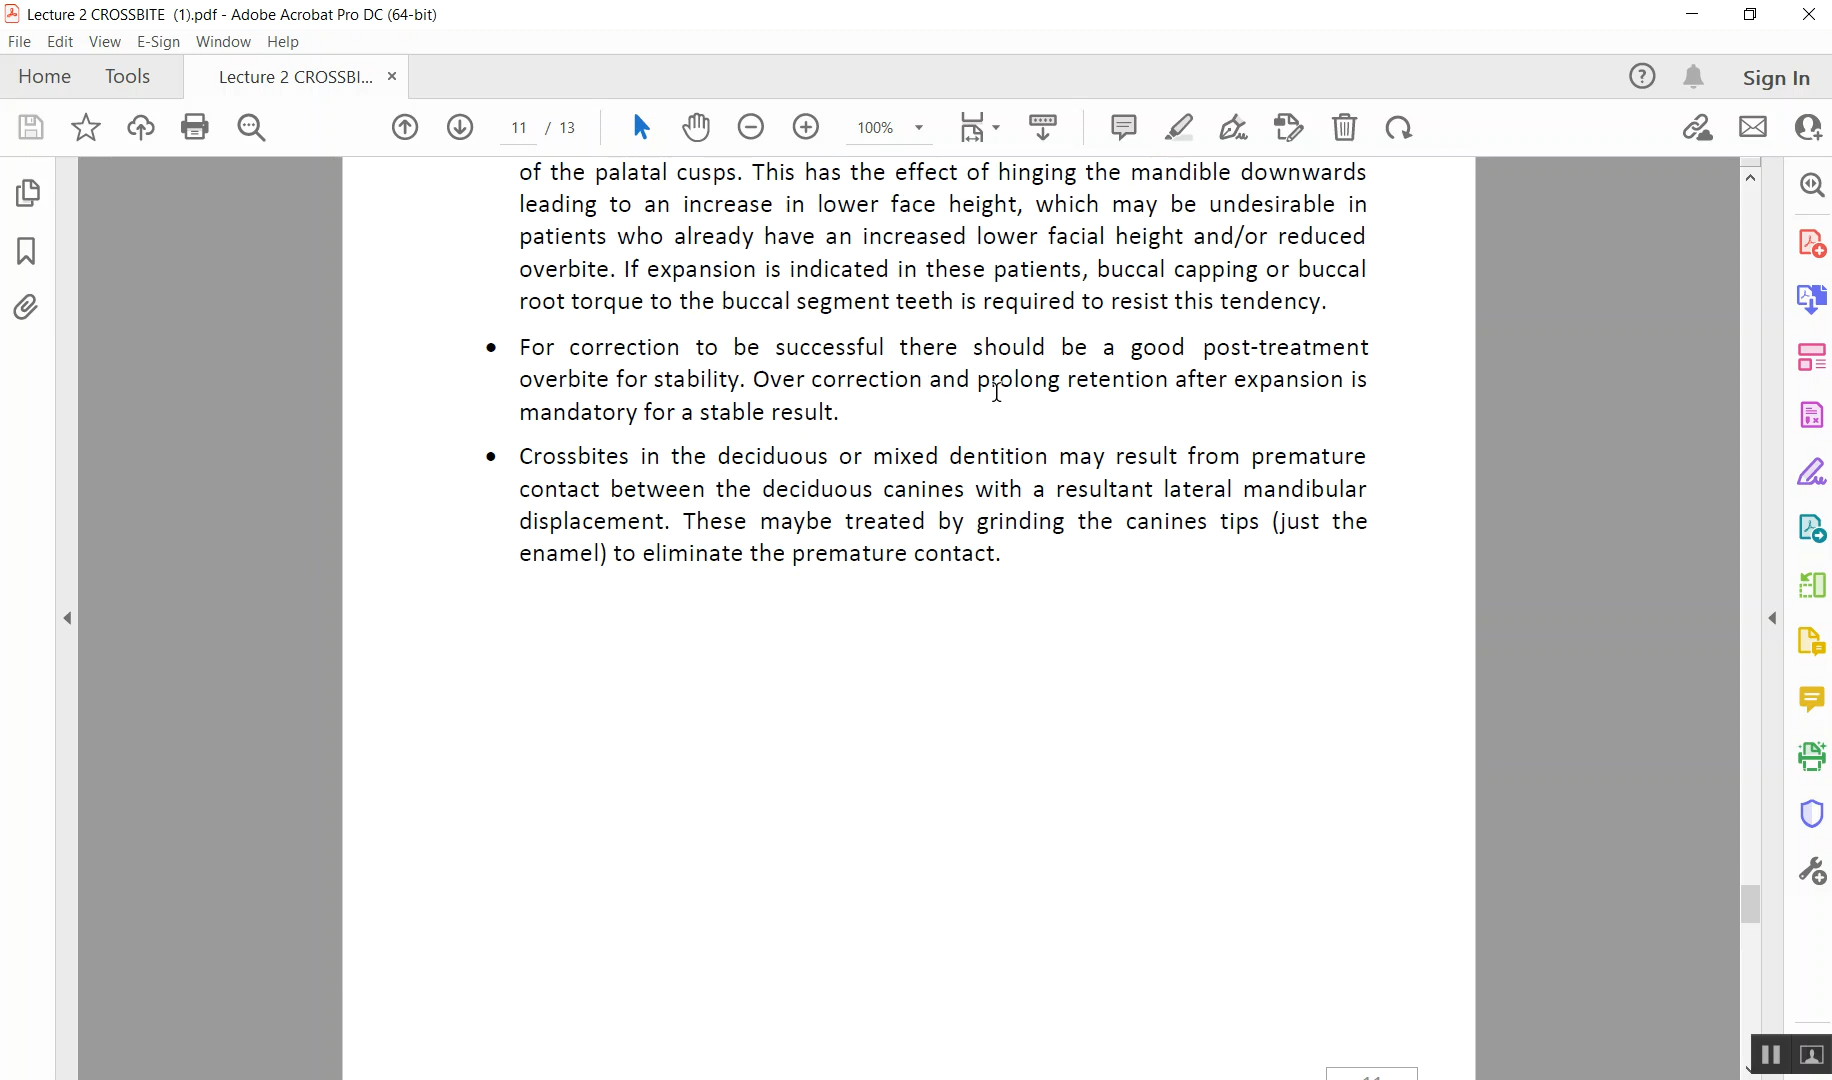 Lecture 2 CROSSBITE (1).pdf - Adobe Acrobat Pro DC (64-bit)
File Edit View E-Sign Window Help
Home Tools Lecture 2 CROSSBI... × Sign In
11 / 13 100%
of the palatal cusps. This has the effect of hinging the mandible downwards
leading to an increase in lower face height, which may be undesirable in
patients who already have an increased lower facial height and/or reduced
overbite. If expansion is indicated in these patients, buccal capping or buccal
root torque to the buccal segment teeth is required to resist this tendency.
• For correction to be successful there should be a good post-treatment
overbite for stability. Over correction and prolong retention after expansion is
mandatory for a stable result.
• Crossbites in the deciduous or mixed dentition may result from premature
contact between the deciduous canines with a resultant lateral mandibular
displacement. These maybe treated by grinding the canines tips (just the
enamel) to eliminate the premature contact.